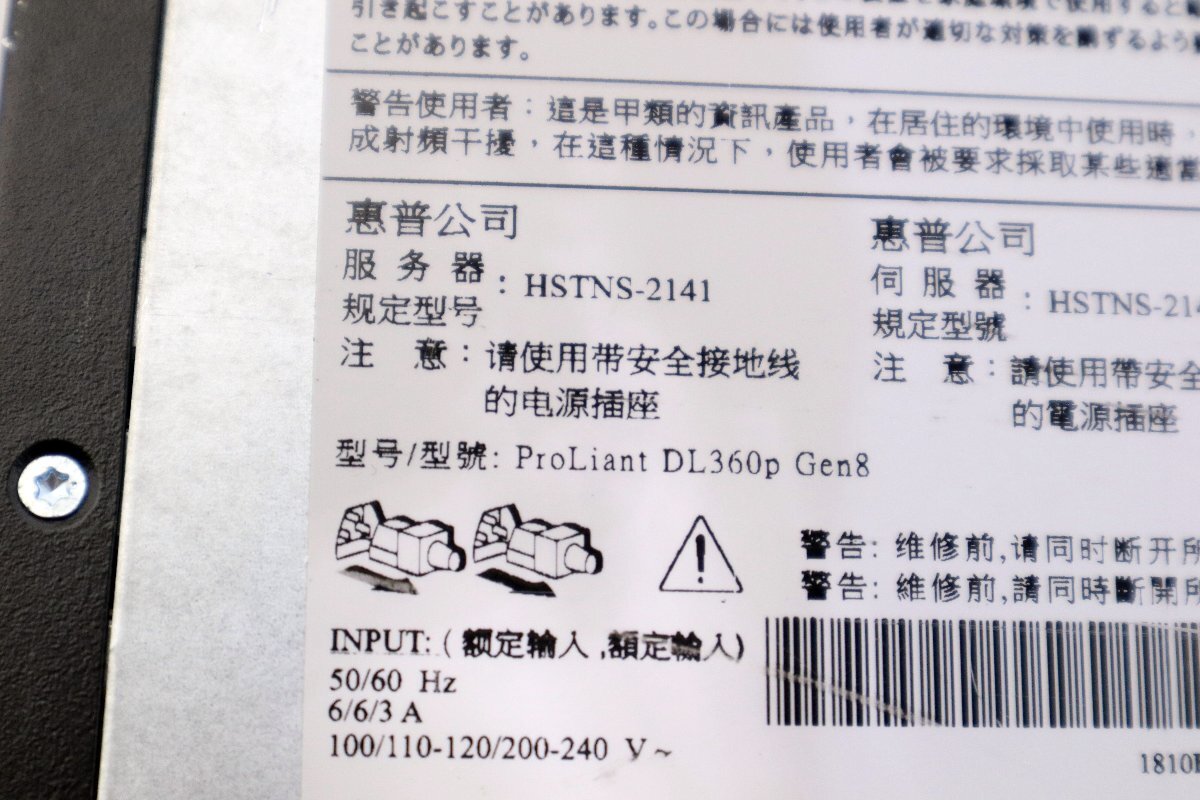 引き起こすことがあります。この場合には使用者が適切な対策を講ずるよう
ことがあります。
警告使用者：這是甲類的資訊產品，在居住的環境中使用時，
成射頻干擾，在這種情況下，使用者會被要求採取某些適當
惠普公司
服务器
规定型号
: HSTNS-2141
注 意：请使用带安全接地线
的电源插座
惠普公司
伺服器
規定型號
: HSTNS-214
注 意：請使用帶安全
的電源插座
型号/型號: ProLiant DL360p Gen8
警告: 维修前,请同时断开所
警告: 維修前,請同時斷開所
INPUT: ( 额定输入 ,額定輸入)
50/60 Hz
6/6/3 A
100/110-120/200-240 V ~
1810